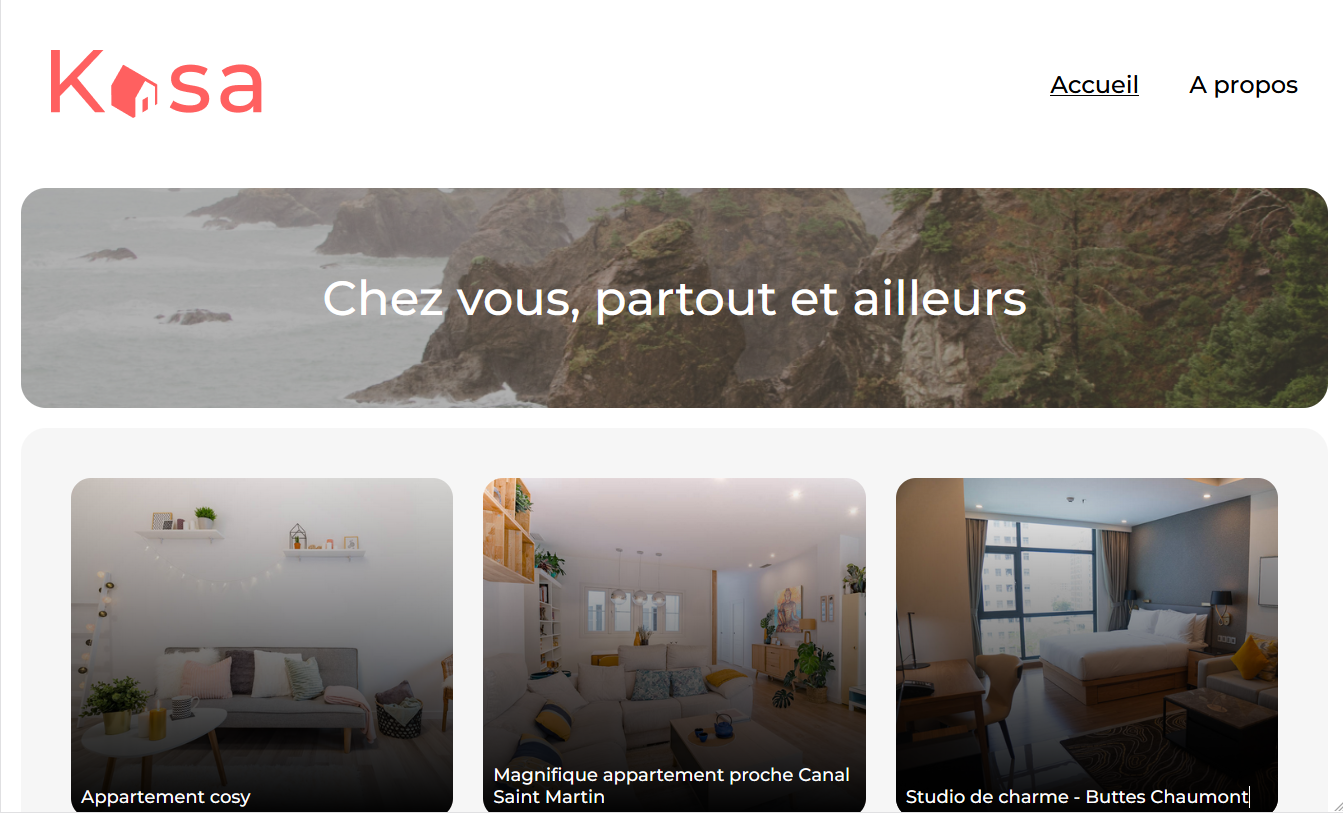 Kasa
Accueil
A propos
Chez vous, partout et ailleurs
Appartement cosy
Magnifique appartement proche Canal
Saint Martin
Studio de charme - Buttes Chaumont